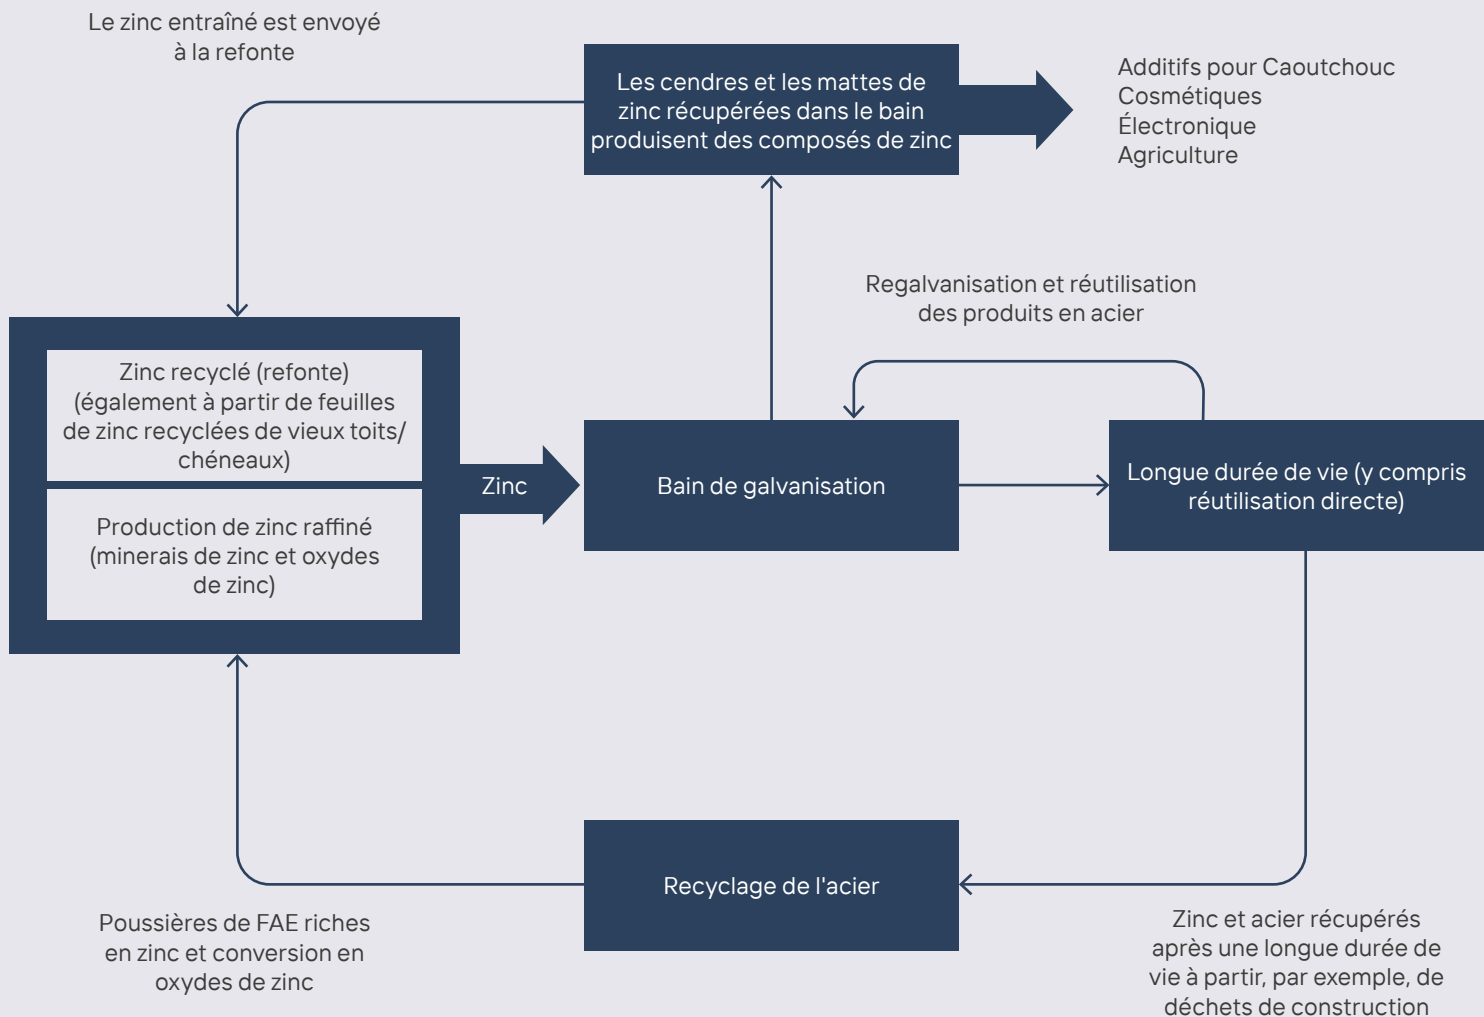 Le zinc entraîné est envoyé
à la refonte
Les cendres et les mattes de
zinc récupérées dans le bain
produisent des composés de zinc
Additifs pour Caoutchouc
Cosmétiques
Électronique
Agriculture
Regalvanisation et réutilisation
des produits en acier
Zinc recyclé (refonte)
(également à partir de feuilles
de zinc recyclées de vieux toits/
chéneaux)
Production de zinc raffiné
(minerais de zinc et oxydes
de zinc)
Zinc
Bain de galvanisation
Longue durée de vie (y compris
réutilisation directe)
Recyclage de l'acier
Poussières de FAE riches
en zinc et conversion en
oxydes de zinc
Zinc et acier récupérés
après une longue durée de
vie à partir, par exemple, de
déchets de construction